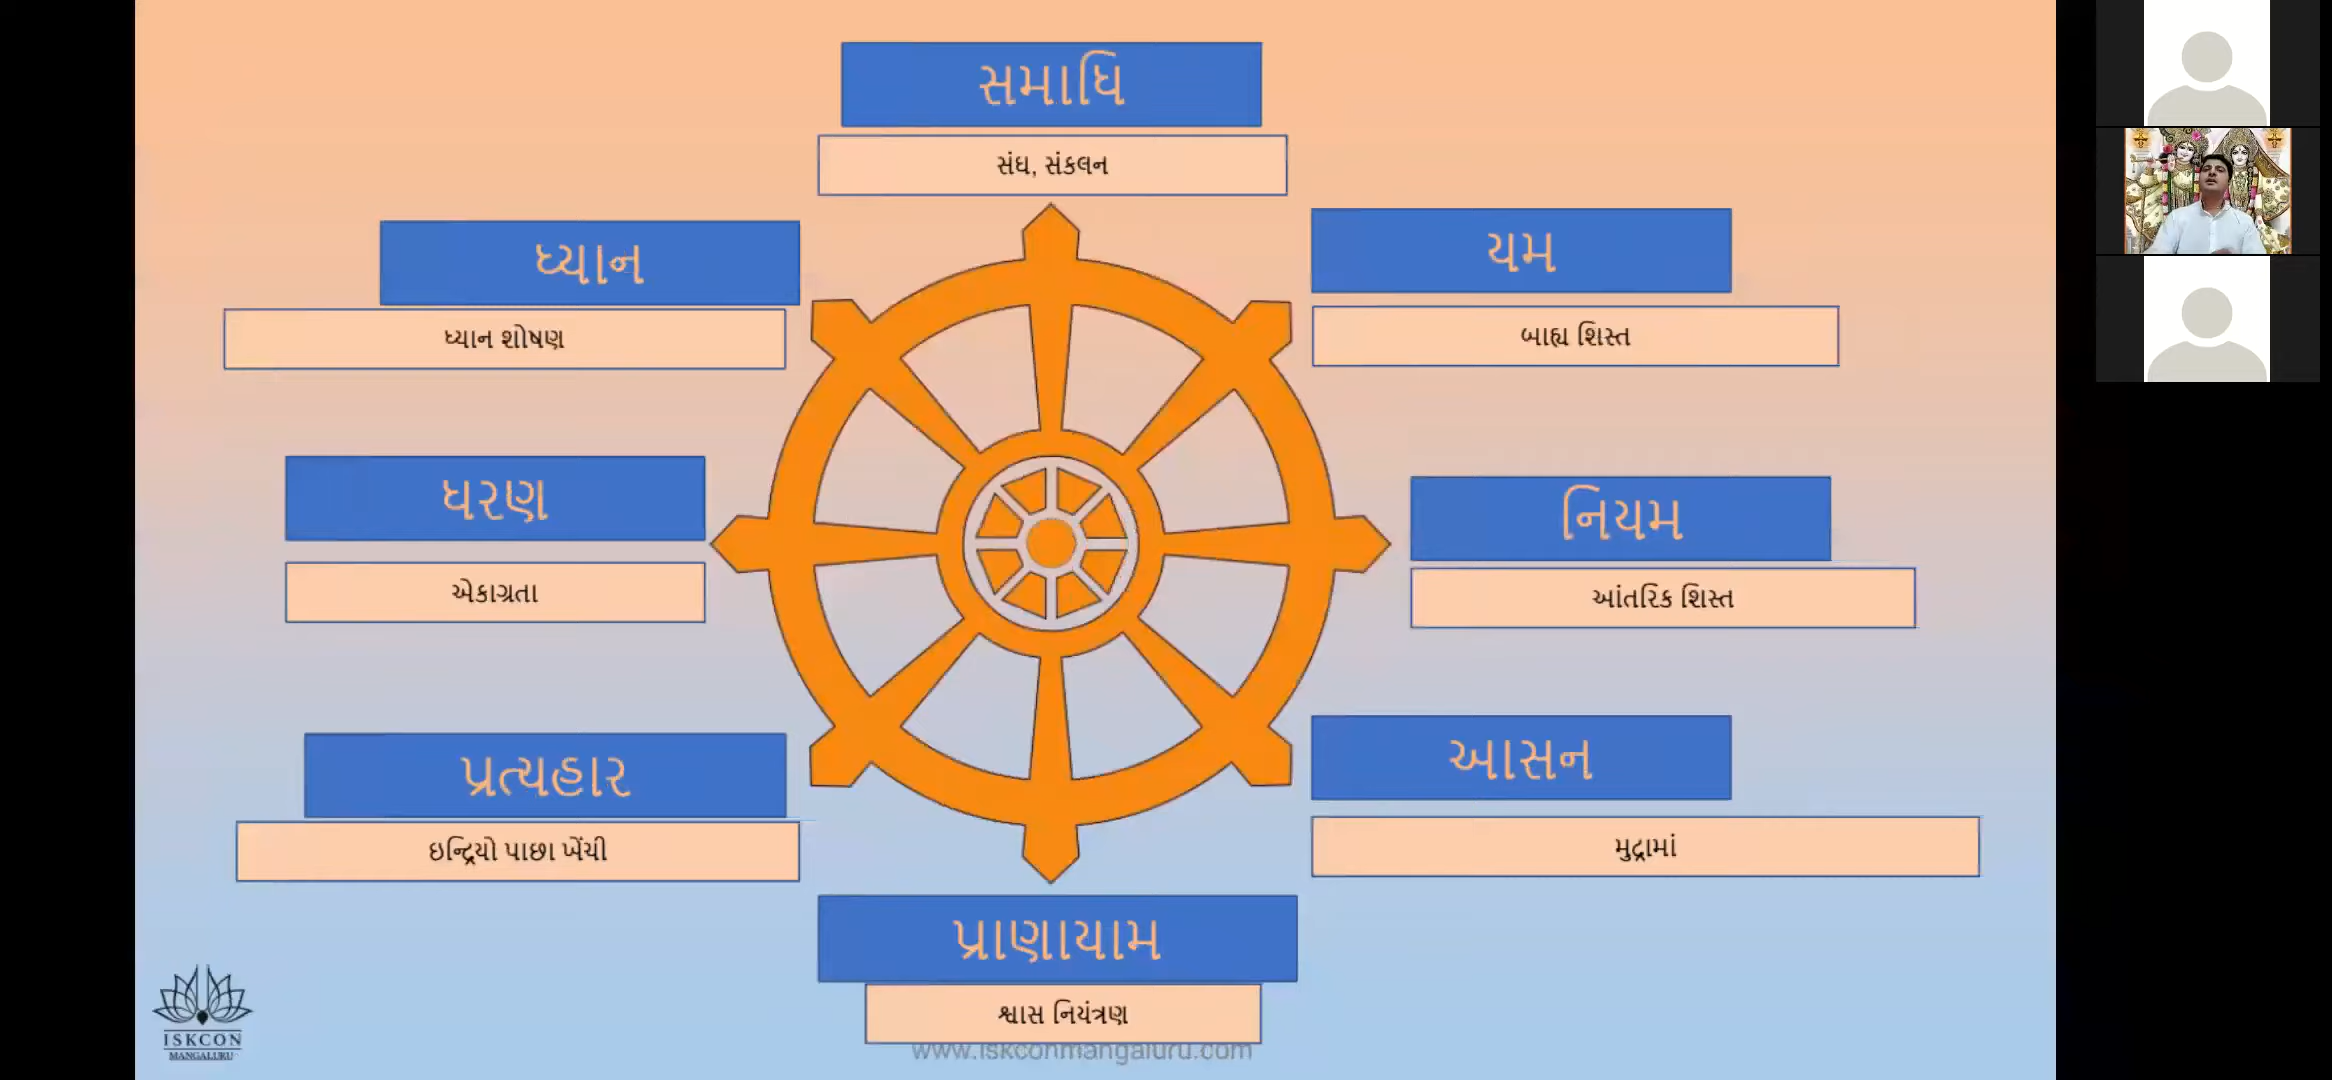 સમાધિ
સંઘ, સંકલન
ધ્યાન
ધ્યાન શોષણ
યમ
બાહ્ય શિસ્ત
ધરણ
એકાગ્રતા
નિયમ
આંતરિક શિસ્ત
પ્રત્યહાર
ઇન્દ્રિયો પાછા ખેંચી
આસન
મુદ્રામાં
પ્રાણાયામ
શ્વાસ નિયંત્રણ
ISKCON
MANGALURU
www.iskconmangaluru.com